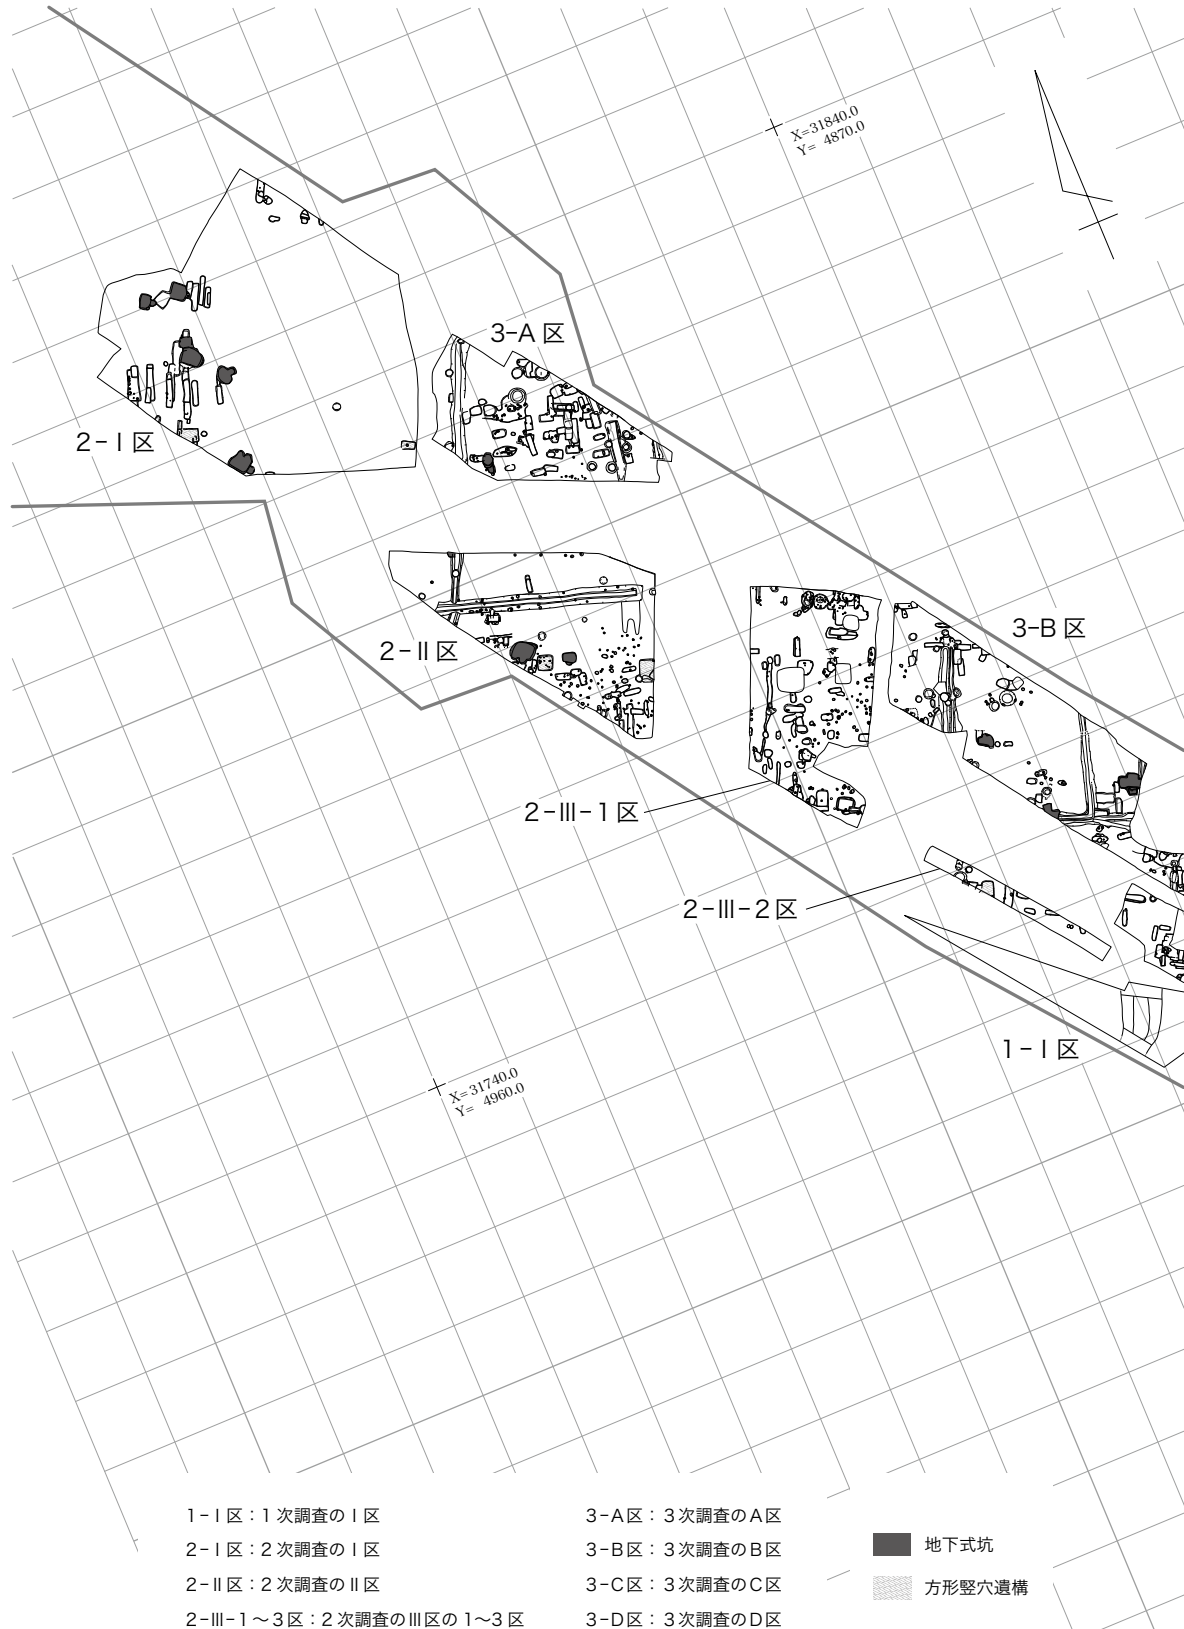 X=31840.0
Y= 4870.0
3-A区
2-I区
3-B区
2-II区
2-III-1区
2-III-2区
1-I区
X=31740.0
Y= 4960.0
1-I区：1次調査のI区
2-I区：2次調査のI区
2-II区：2次調査のII区
2-III-1〜3区：2次調査のIII区の1〜3区
3-A区：3次調査のA区
3-B区：3次調査のB区
3-C区：3次調査のC区
3-D区：3次調査のD区
地下式坑
方形竪穴遺構